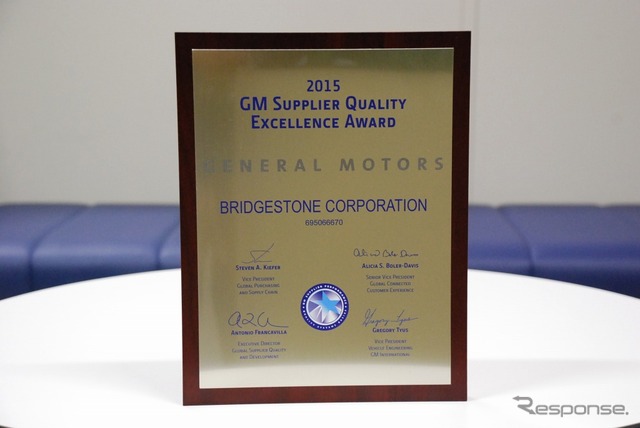 2015
GM SUPPLIER QUALITY
EXCELLENCE AWARD
GENERAL MOTORS
BRIDGESTONE CORPORATION
695066670
STEVEN A. KIEFER
VICE PRESIDENT
GLOBAL PURCHASING
AND SUPPLY CHAIN
ALICIA S. BOLER-DAVIS
SENIOR VICE PRESIDENT
GLOBAL CONNECTED
CUSTOMER EXPERIENCE
ANTONIO FRANCAVILLA
EXECUTIVE DIRECTOR
GLOBAL SUPPLIER QUALITY
AND DEVELOPMENT
GREGORY TYUS
VICE PRESIDENT
VEHICLE ENGINEERING
GM INTERNATIONAL
Response.